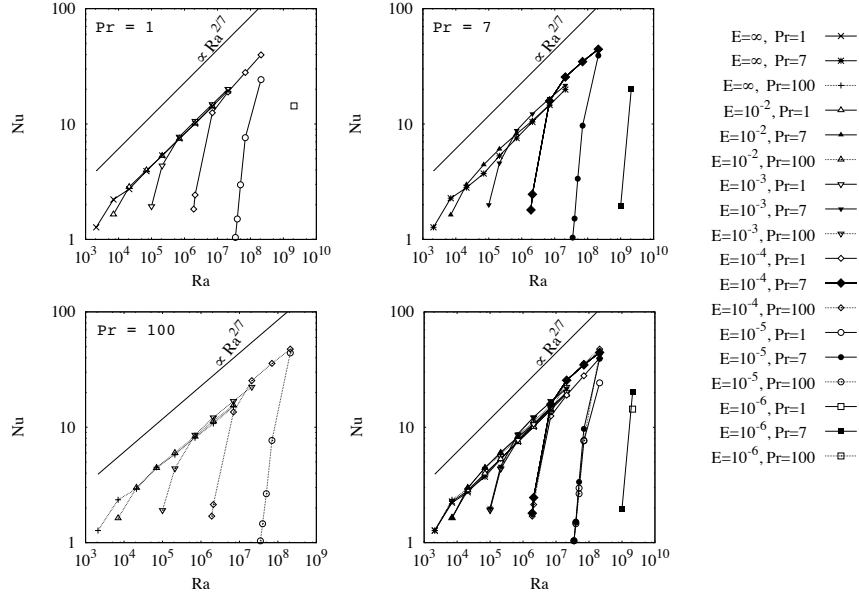 100
10
1
Nu
Pr = 1
∝Ra^{2/7}
10^3 10^4 10^5 10^6 10^7 10^8 10^9 10^10
Ra
100
10
1
Nu
Pr = 7
∝Ra^{2/7}
10^3 10^4 10^5 10^6 10^7 10^8 10^9 10^10
Ra
100
10
1
Nu
Pr = 100
∝Ra^{2/7}
10^3 10^4 10^5 10^6 10^7 10^8 10^9
Ra
100
10
1
Nu
∝Ra^{2/7}
10^3 10^4 10^5 10^6 10^7 10^8 10^9 10^10
Ra
E=∞, Pr=1
E=∞, Pr=7
E=∞, Pr=100
E=10^-2, Pr=1
E=10^-2, Pr=7
E=10^-2, Pr=100
E=10^-3, Pr=1
E=10^-3, Pr=7
E=10^-3, Pr=100
E=10^-4, Pr=1
E=10^-4, Pr=7
E=10^-4, Pr=100
E=10^-5, Pr=1
E=10^-5, Pr=7
E=10^-5, Pr=100
E=10^-6, Pr=1
E=10^-6, Pr=7
E=10^-6, Pr=100